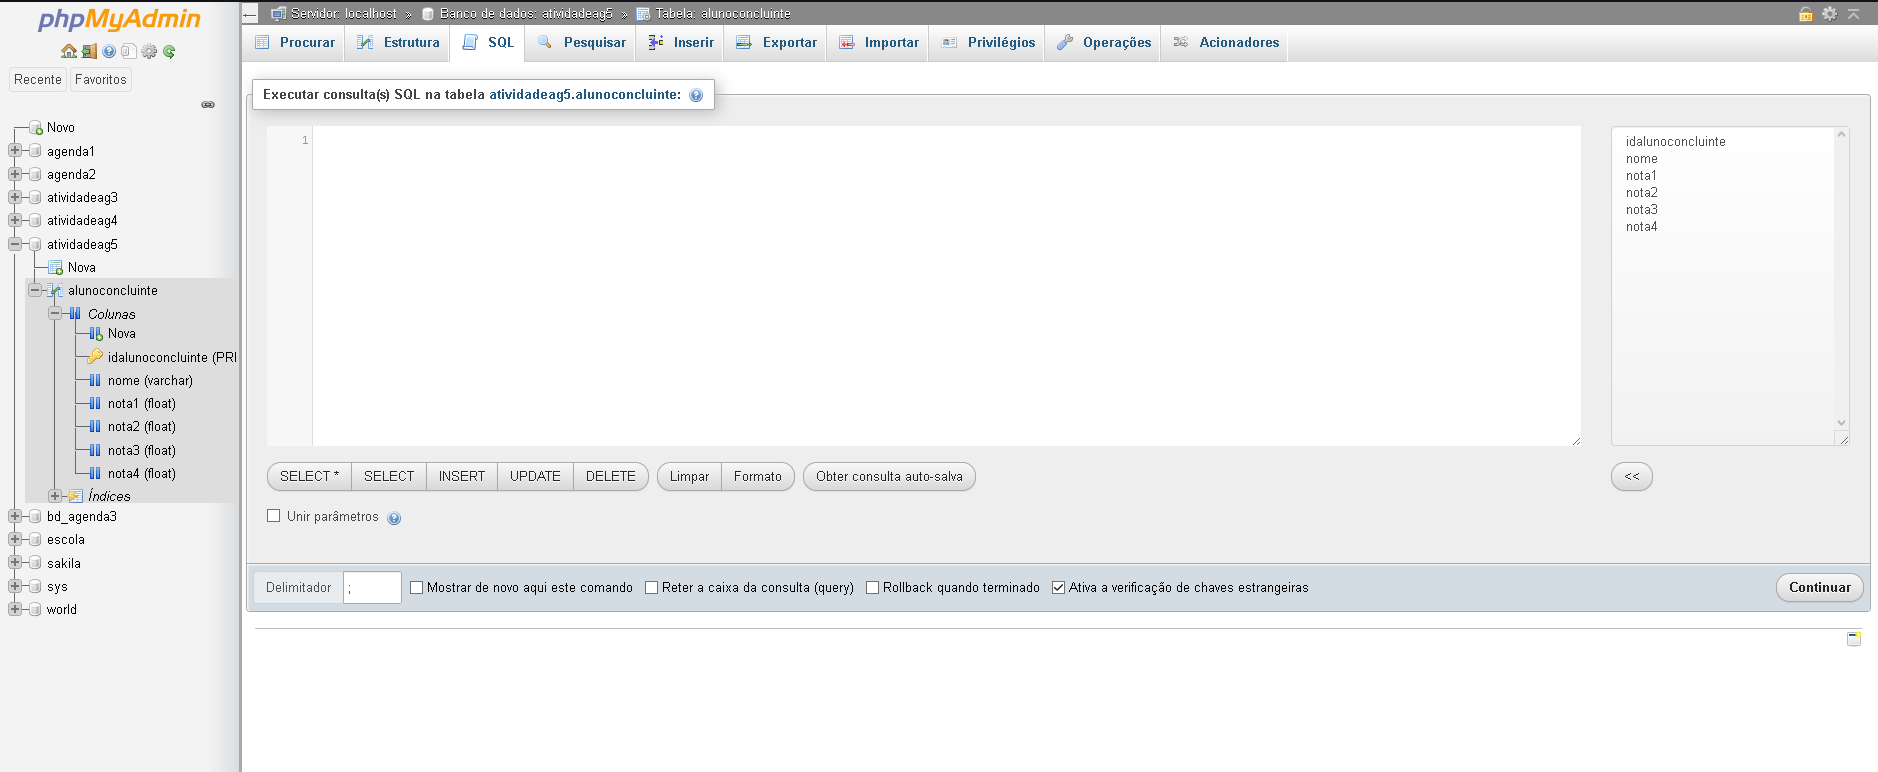 phpMyAdmin
Recente
Favoritos
Novo
agenda1
agenda2
atividadeag3
atividadeag4
atividadeag5
Nova
alunoconcluinte
Colunas
Nova
idalunoconcluinte (PRI
nome (varchar)
nota1 (float)
nota2 (float)
nota3 (float)
nota4 (float)
Índices
bd_agenda3
escola
sakila
sys
world
Servidor: localhost » Banco de dados: atividadeag5 » Tabela: alunoconcluinte
Procurar Estrutura SQL Pesquisar Inserir Exportar Importar Privilégios Operações Acionadores
Executar consulta(s) SQL na tabela atividadeag5.alunoconcluinte:
1
idalunoconcluinte
nome
nota1
nota2
nota3
nota4
SELECT * SELECT INSERT UPDATE DELETE Limpar Formato Obter consulta auto-salva <<
Unir parâmetros
Delimitador ; Mostrar de novo aqui este comando Reter a caixa da consulta (query) Rollback quando terminado Ativa a verificação de chaves estrangeiras Continuar